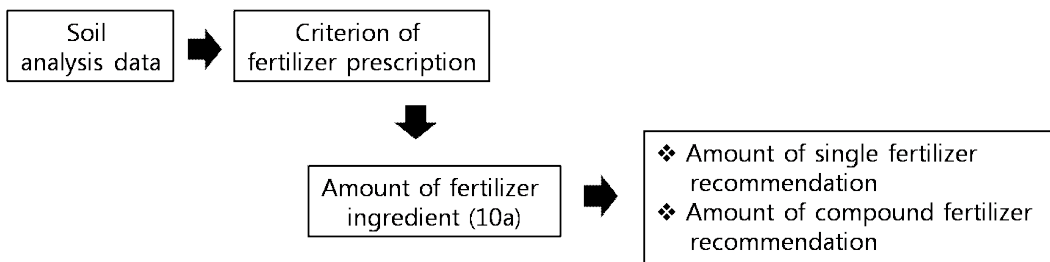 Soil
analysis data
Criterion of
fertilizer prescription
Amount of fertilizer
ingredient (10a)
❖ Amount of single fertilizer
recommendation
❖ Amount of compound fertilizer
recommendation